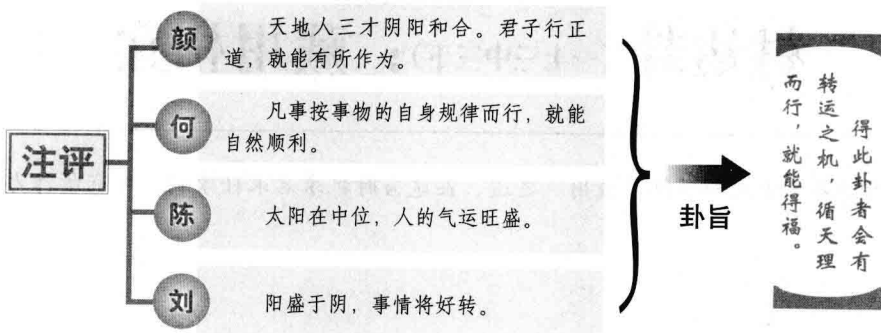 注评
颜
天地人三才阴阳和合。君子行正
道，就能有所作为。
何
凡事按事物的自身规律而行，就能
自然顺利。
陈
太阳在中位，人的气运旺盛。
刘
阳盛于阴，事情将好转。
卦旨
得此卦者会有
转运之机，循天理
而行，就能得福。